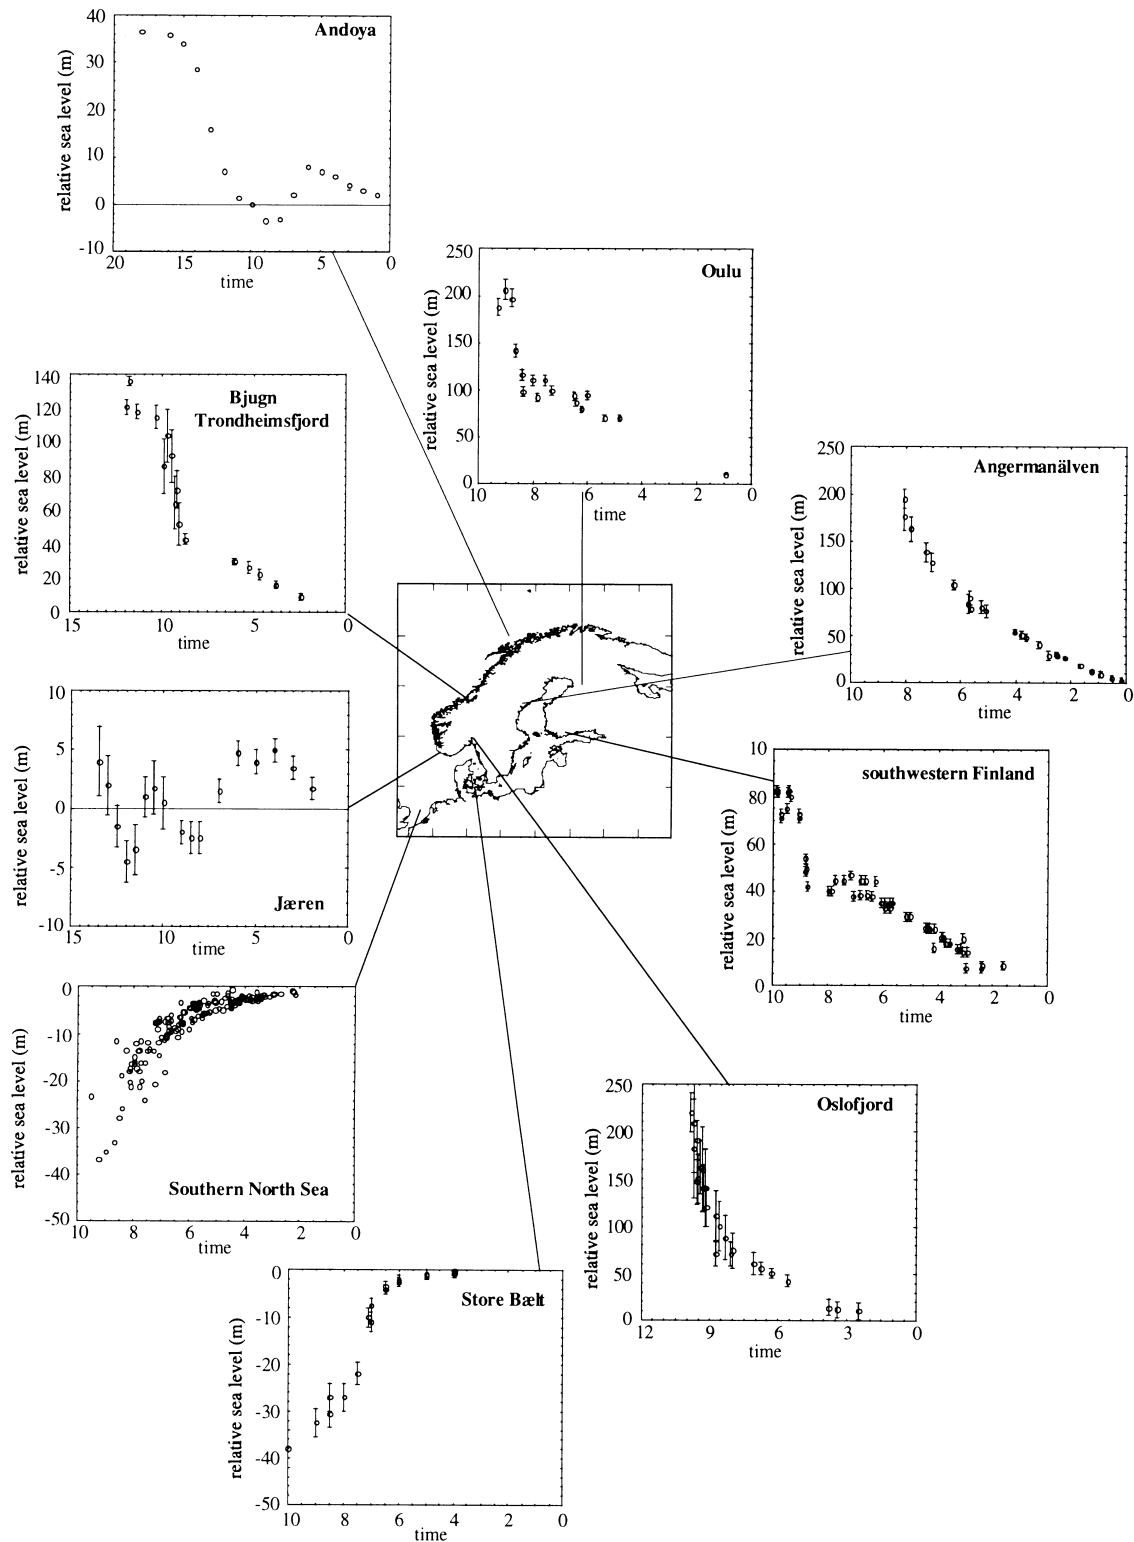 Andoya
relative sea level (m)
40
30
20
10
0
-10
20 15 10 5 0
time
Oulu
relative sea level (m)
250
200
150
100
50
0
10 8 6 4 2 0
time
Bjugn
Trondheimsfjord
relative sea level (m)
140
120
100
80
60
40
20
0
15 10 5 0
time
Angermanälven
relative sea level (m)
250
200
150
100
50
0
10 8 6 4 2 0
time
Jæren
relative sea level (m)
10
5
0
-5
-10
15 10 5 0
time
southwestern Finland
relative sea level (m)
10
80
60
40
20
0
10 8 6 4 2 0
time
Southern North Sea
relative sea level (m)
0
-10
-20
-30
-40
-50
10 8 6 4 2 0
time
Oslofjord
relative sea level (m)
250
200
150
100
50
0
12 9 6 3 0
time
Store Bælt
relative sea level (m)
0
-10
-20
-30
-40
-50
10 8 6 4 2 0
time